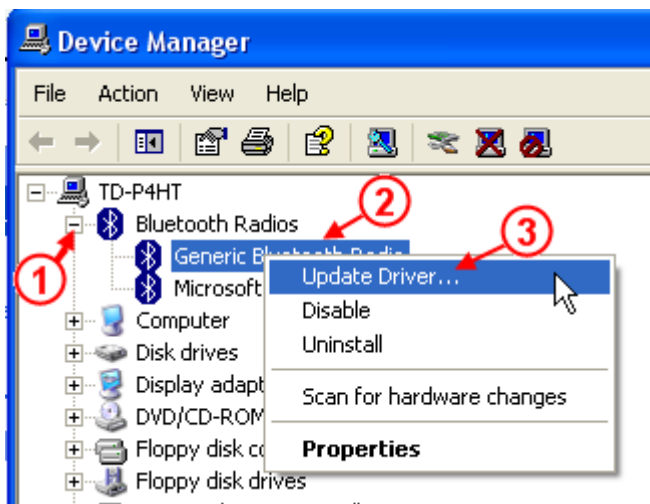 Device Manager
File Action View Help
TD-P4HT
Bluetooth Radios
2
Generic Bluetooth Radio
3
1
Microsoft
Update Driver...
Computer
Disable
Disk drives
Uninstall
Display adapt
Scan for hardware changes
DVD/CD-ROM
Floppy disk co
Properties
Floppy disk drives